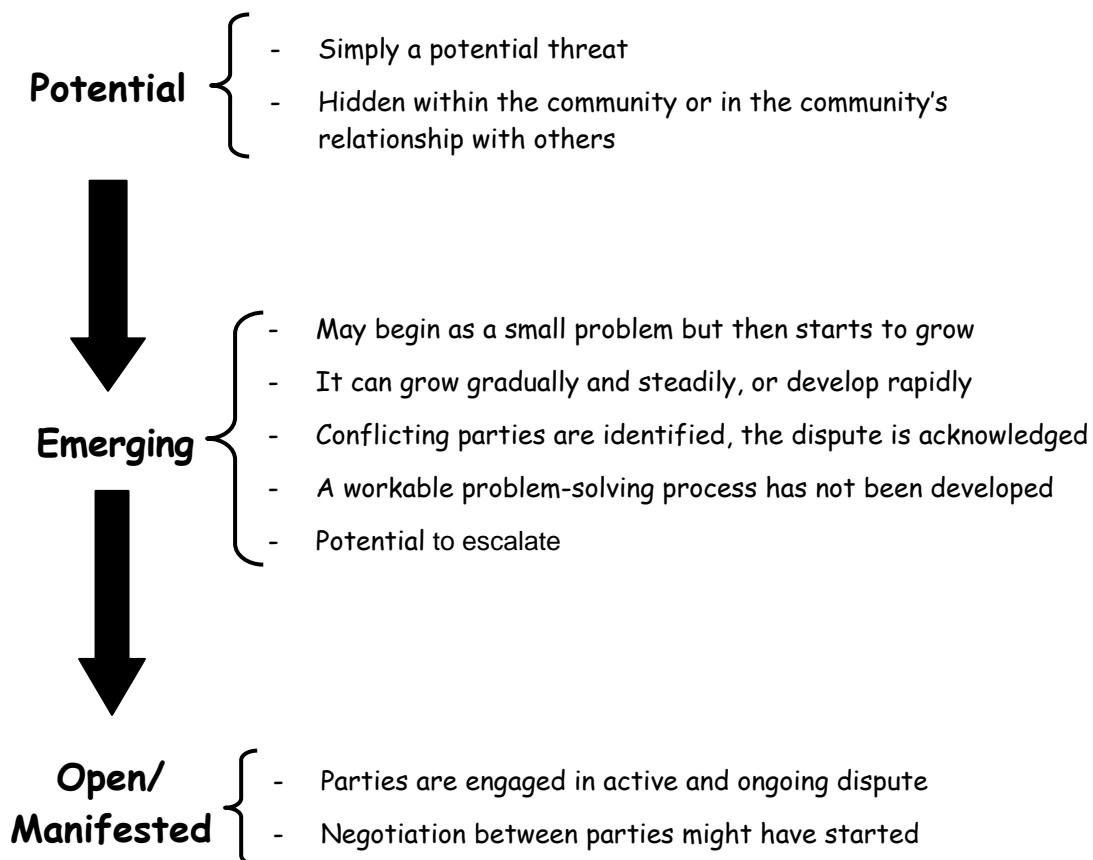 Potential
- Simply a potential threat
- Hidden within the community or in the community's
relationship with others
Emerging
- May begin as a small problem but then starts to grow
- It can grow gradually and steadily, or develop rapidly
- Conflicting parties are identified, the dispute is acknowledged
- A workable problem-solving process has not been developed
- Potential to escalate
Open/
Manifested
- Parties are engaged in active and ongoing dispute
- Negotiation between parties might have started